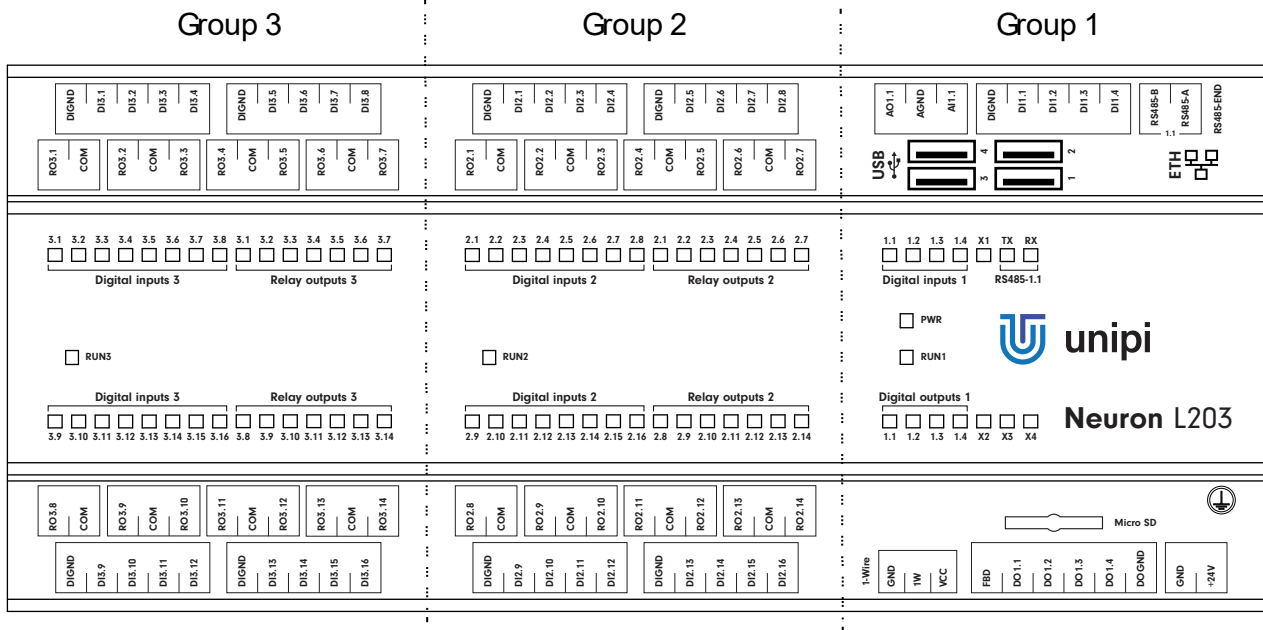 Group 3 Group 2 Group 1
DIGND DI3.1 DI3.2 DI3.3 DI3.4 DI3.5 DI3.6 DI3.7 DI3.8 DIGND DI2.1 DI2.2 DI2.3 DI2.4 DI2.5 DI2.6 DI2.7 DI2.8 AO1.1 AGND AI1.1 DIGND DI1.1 DI1.2 DI1.3 DI1.4 RS485-B RS485-A RS485-END
1.1
RO3.1 COM RO3.2 COM RO3.3 RO3.4 COM RO3.5 RO3.6 COM RO3.7 RO2.1 COM RO2.2 COM RO2.3 RO2.4 COM RO2.5 RO2.6 COM RO2.7 USB 4 2 3 1 ETH
3.1 3.2 3.3 3.4 3.5 3.6 3.7 3.8 3.1 3.2 3.3 3.4 3.5 3.6 3.7 2.1 2.2 2.3 2.4 2.5 2.6 2.7 2.8 2.1 2.2 2.3 2.4 2.5 2.6 2.7 1.1 1.2 1.3 1.4 X1 TX RX
Digital inputs 3 Relay outputs 3 Digital inputs 2 Relay outputs 2 Digital inputs 1 RS485-1.1
PWR
unipi
RUN3 RUN2 RUN1
Digital inputs 3 Relay outputs 3 Digital inputs 2 Relay outputs 2 Digital outputs 1
Neuron L203
3.9 3.10 3.11 3.12 3.13 3.14 3.15 3.16 3.8 3.9 3.10 3.11 3.12 3.13 3.14 2.9 2.10 2.11 2.12 2.13 2.14 2.15 2.16 2.8 2.9 2.10 2.11 2.12 2.13 2.14 1.1 1.2 1.3 1.4 X2 X3 X4
RO3.8 COM RO3.9 COM RO3.10 RO3.11 COM RO3.12 RO3.13 COM RO3.14 RO2.8 COM RO2.9 COM RO2.10 RO2.11 COM RO2.12 RO2.13 COM RO2.14 Micro SD
DIGND DI3.9 DI3.10 DI3.11 DI3.12 DIGND DI3.13 DI3.14 DI3.15 DI3.16 DIGND DI2.9 DI2.10 DI2.11 DI2.12 DIGND DI2.13 DI2.14 DI2.15 DI2.16 1-Wire GND 1W VCC FBD DO1.1 DO1.2 DO1.3 DO1.4 DOGND GND +24V